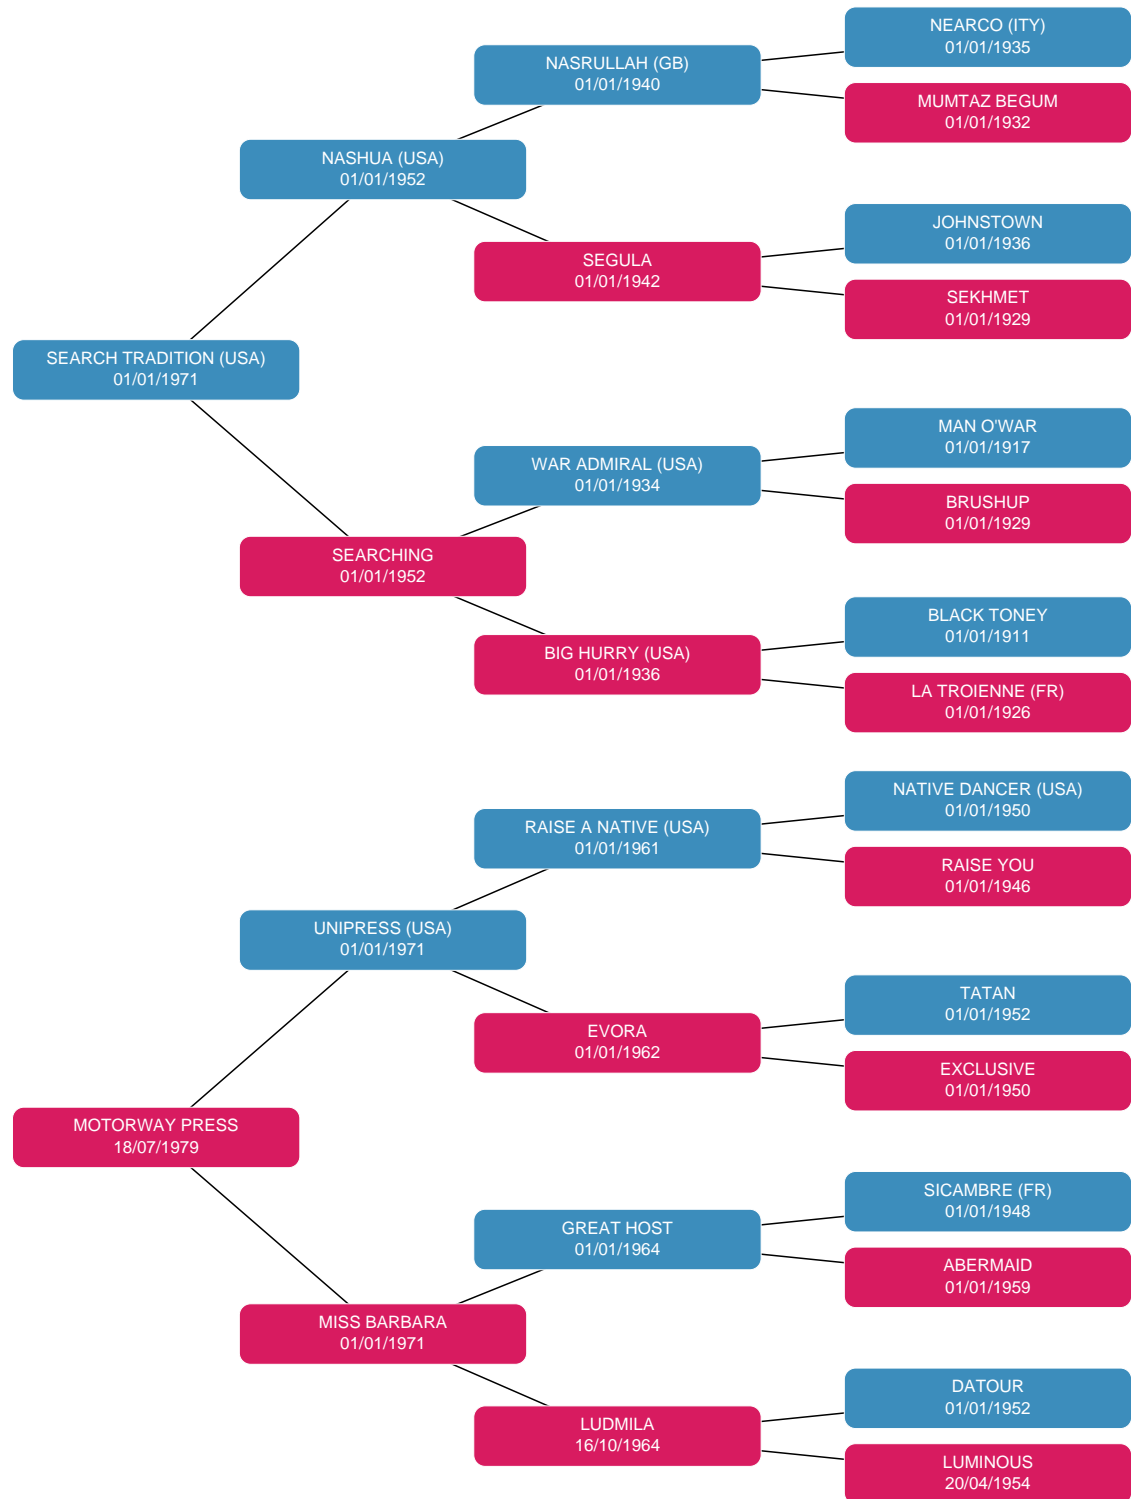 NEARCO (ITY)
01/01/1935
NASRULLAH (GB)
01/01/1940
MUMTAZ BEGUM
01/01/1932
NASHUA (USA)
01/01/1952
JOHNSTOWN
01/01/1936
SEGULA
01/01/1942
SEKHMET
01/01/1929
SEARCH TRADITION (USA)
01/01/1971
MAN O'WAR
01/01/1917
WAR ADMIRAL (USA)
01/01/1934
BRUSHUP
01/01/1929
SEARCHING
01/01/1952
BLACK TONEY
01/01/1911
BIG HURRY (USA)
01/01/1936
LA TROIENNE (FR)
01/01/1926
NATIVE DANCER (USA)
01/01/1950
RAISE A NATIVE (USA)
01/01/1961
RAISE YOU
01/01/1946
UNIPRESS (USA)
01/01/1971
TATAN
01/01/1952
EVORA
01/01/1962
EXCLUSIVE
01/01/1950
MOTORWAY PRESS
18/07/1979
SICAMBRE (FR)
01/01/1948
GREAT HOST
01/01/1964
ABERMAID
01/01/1959
MISS BARBARA
01/01/1971
DATOUR
01/01/1952
LUDMILA
16/10/1964
LUMINOUS
20/04/1954